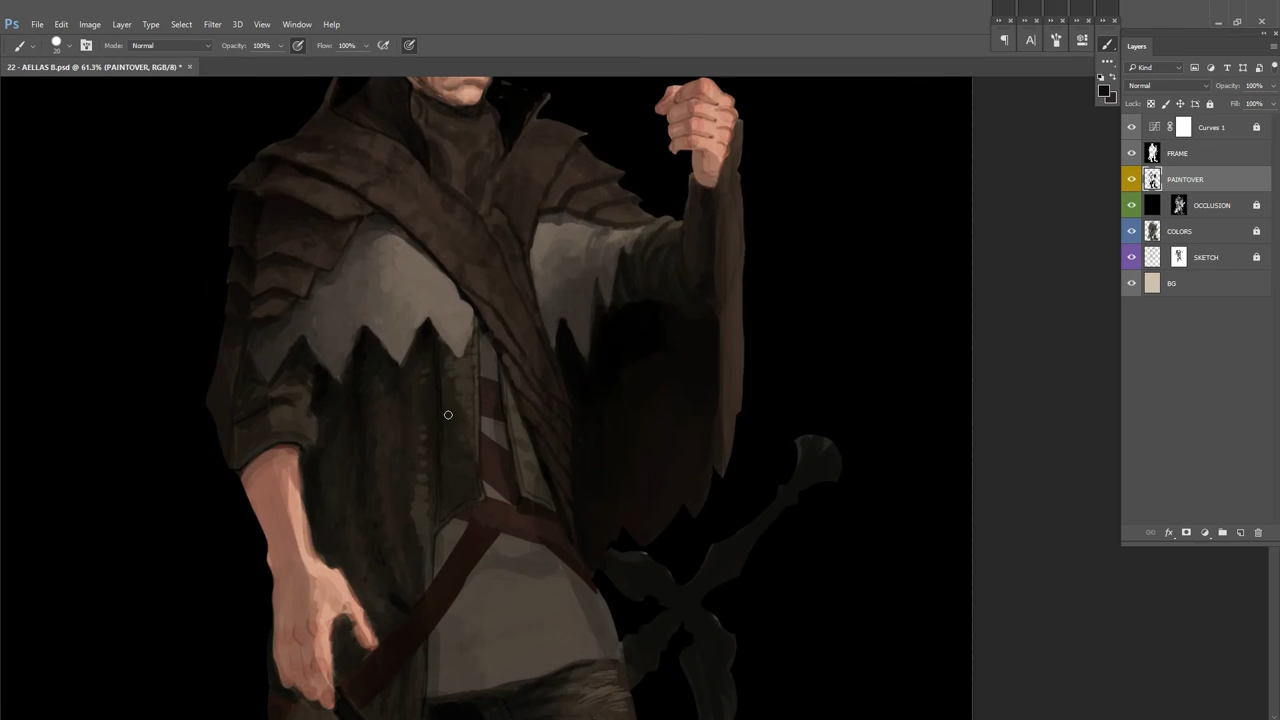 Ps File Edit Image Layer Type Select Filter 3D View Window Help
20 Mode: Normal Opacity: 100% Flow: 100%
22 - AELLAS B.psd @ 61.3% (PAINTOVER, RGB/8) * ×
Layers
Kind
Normal Opacity: 100%
Lock: Fill: 100%
Curves 1
FRAME
PAINTOVER
OCCLUSION
COLORS
SKETCH
BG
fx